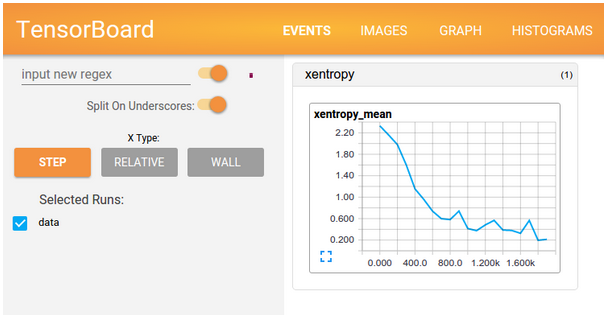 TensorBoard
EVENTS IMAGES GRAPH HISTOGRAMS
input new regex
Split On Underscores:
X Type:
STEP RELATIVE WALL
Selected Runs:
data
xentropy (1)
xentropy_mean
2.20
1.80
1.40
1.00
0.600
0.200
0.000 400.0 800.0 1.200k 1.600k